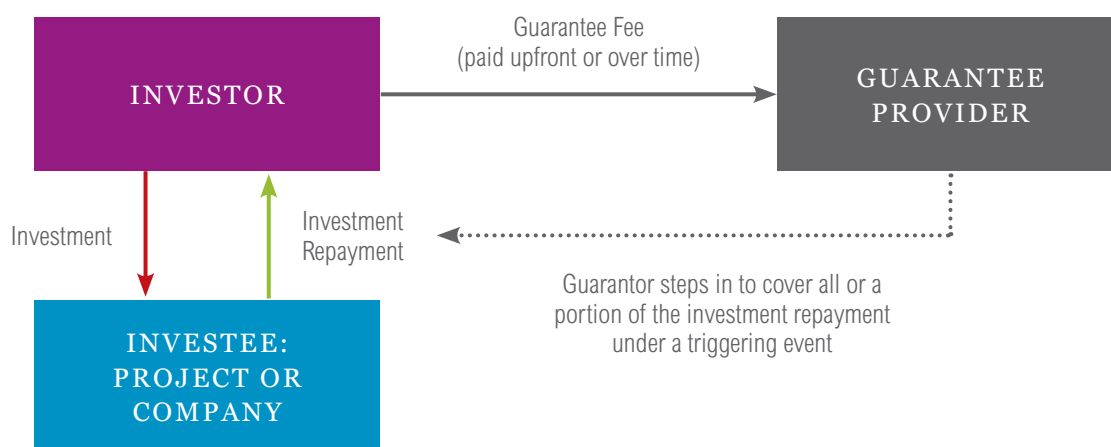 INVESTOR
Guarantee Fee
(paid upfront or over time)
GUARANTEE
PROVIDER
Investment
Investment
Repayment
Guarantor steps in to cover all or a
portion of the investment repayment
under a triggering event
INVESTEE:
PROJECT OR
COMPANY